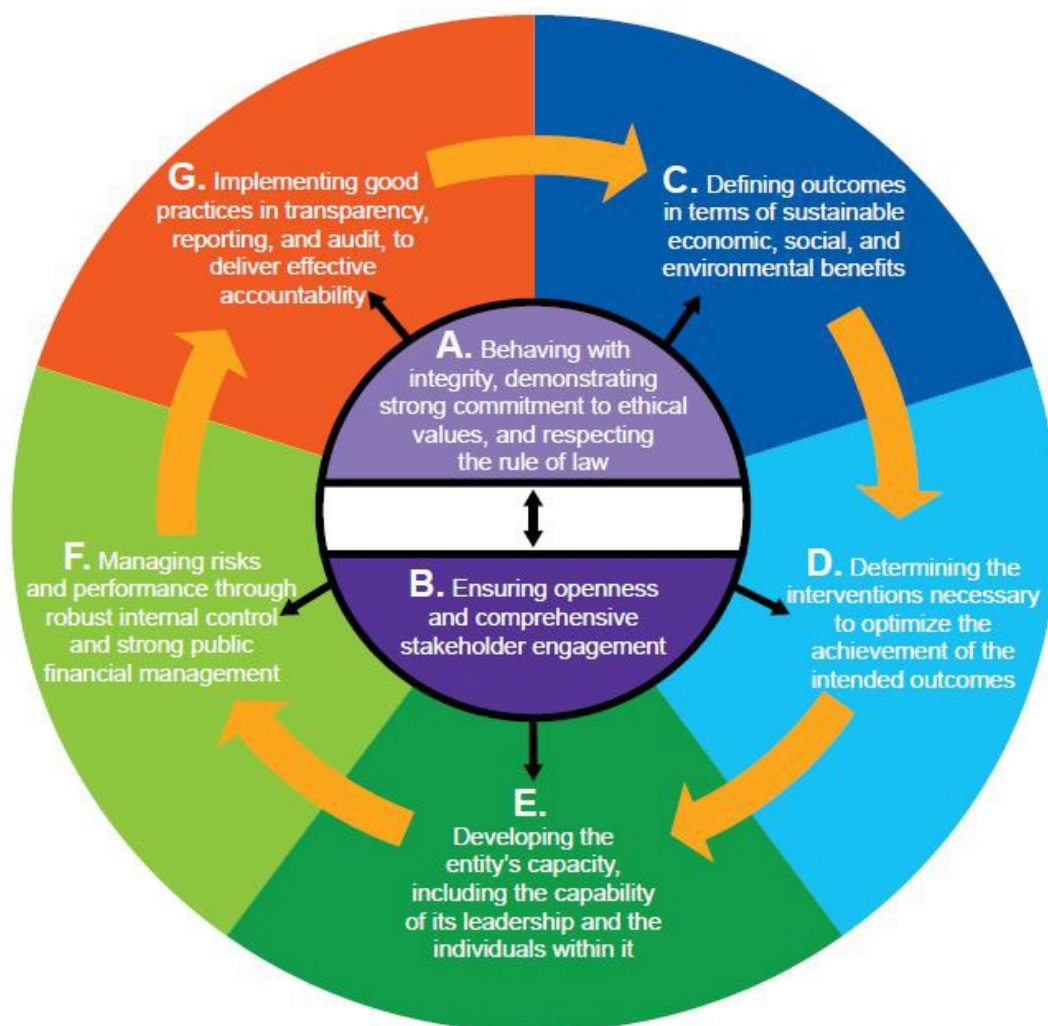 A. Behaving with
integrity, demonstrating
strong commitment to ethical
values, and respecting
the rule of law
B. Ensuring openness
and comprehensive
stakeholder engagement
C. Defining outcomes
in terms of sustainable
economic, social, and
environmental benefits
D. Determining the
interventions necessary
to optimize the
achievement of the
intended outcomes
E.
Developing the
entity's capacity,
including the capability
of its leadership and the
individuals within it
F. Managing risks
and performance through
robust internal control
and strong public
financial management
G. Implementing good
practices in transparency,
reporting, and audit, to
deliver effective
accountability